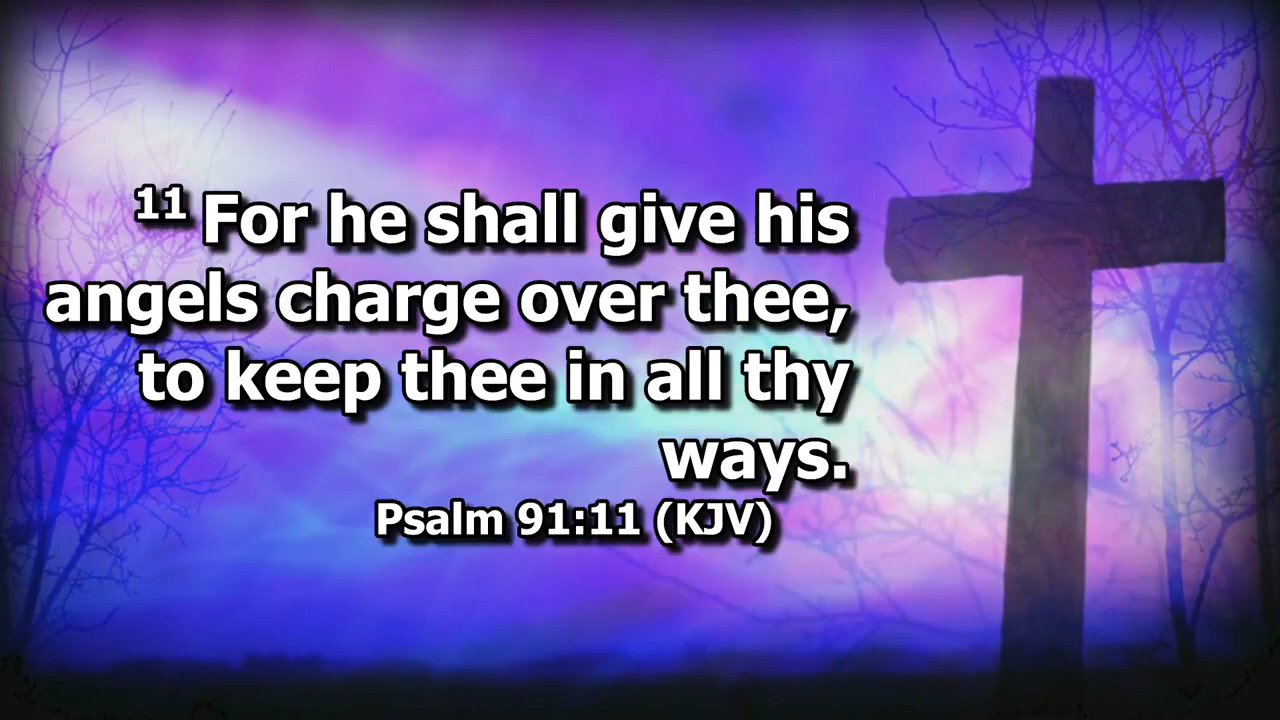 11 For he shall give his
angels charge over thee,
to keep thee in all thy
ways.
Psalm 91:11 (KJV)